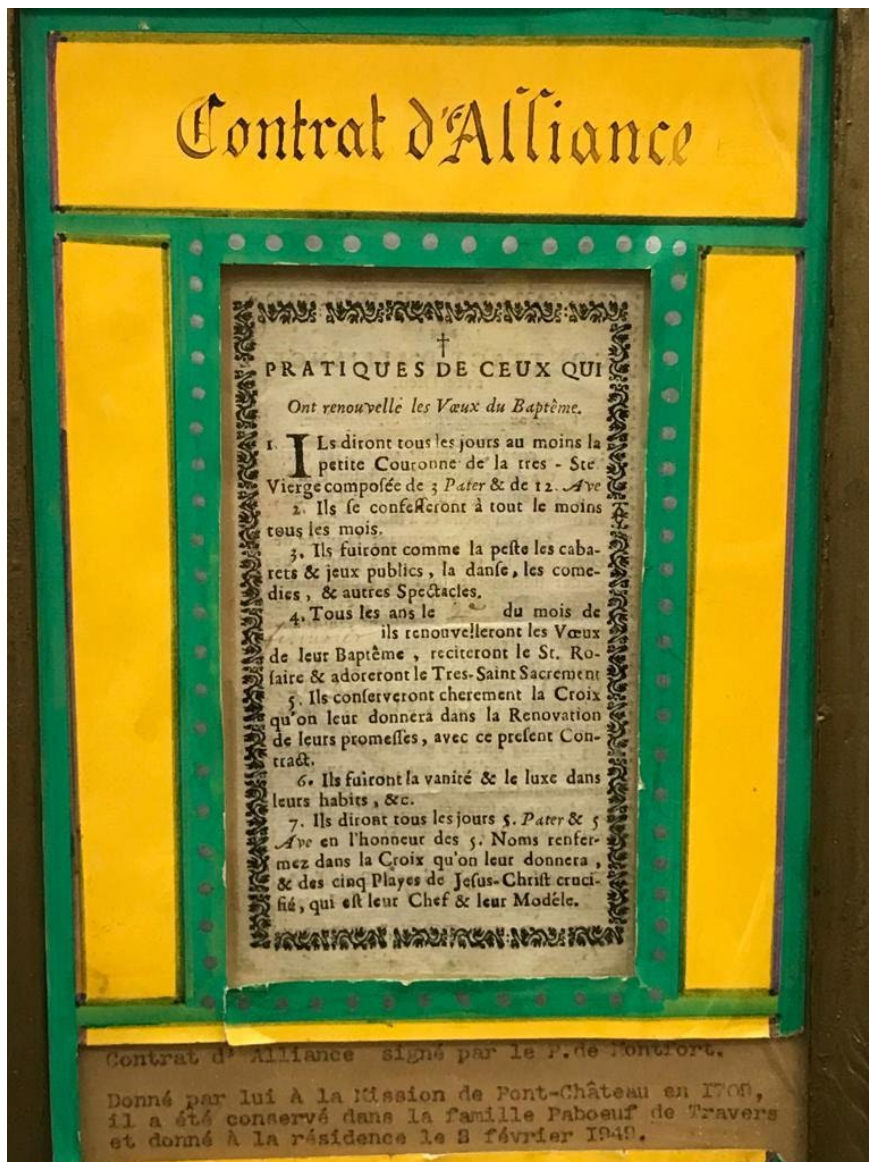 Contrat d'Alliance
†
PRATIQUES DE CEUX QUI
Ont renouvellé les Vœux du Baptême.
1. ILs diront tous les jours au moins la
petite Couronne de la tres - Ste
Vierge composée de 3 Pater & de 12. Ave
2. Ils ſe confeſſeront à tout le moins
tous les mois.
3. Ils fuiront comme la peſte les caba-
rets & jeux publics, la danſe, les come-
dies, & autres Spectacles.
4. Tous les ans le du mois de
ils renouvelleront les Vœux
de leur Baptême, reciteront le St. Ro-
ſaire & adoreront le Tres-Saint Sacrement
5. Ils conſerveront cherement la Croix
qu'on leur donnera dans la Renovation
de leurs promeſſes, avec ce preſent Con-
tract.
6. Ils fuiront la vanité & le luxe dans
leurs habits, &c.
7. Ils diront tous les jours 5. Pater & 5
Ave en l'honneur des 5. Noms renfer-
mez dans la Croix qu'on leur donnera,
& des cinq Playes de Jeſus-Chriſt cruci-
fié, qui eſt leur Chef & leur Modéle.
Contrat d'Alliance signé par le P.de Montfort.
Donné par lui à la Mission de Pont-Château en
il a été conservé dans la famille Paboeuf de Travers
et donné à la résidence le février 1949.